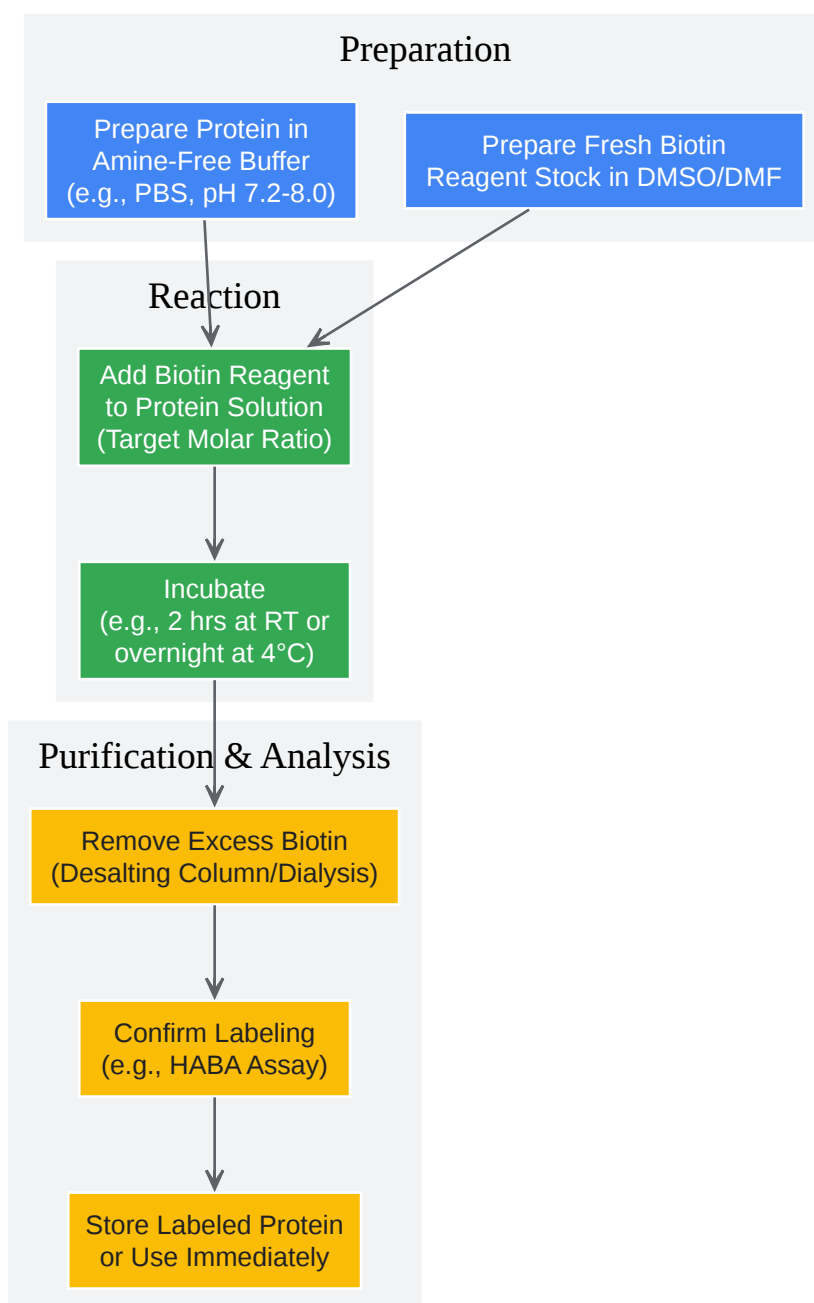 Preparation
Prepare Protein in
Amine-Free Buffer
(e.g., PBS, pH 7.2-8.0)
Prepare Fresh Biotin
Reagent Stock in DMSO/DMF
Reaction
Add Biotin Reagent
to Protein Solution
(Target Molar Ratio)
Incubate
(e.g., 2 hrs at RT or
overnight at 4°C)
Purification & Analysis
Remove Excess Biotin
(Desalting Column/Dialysis)
Confirm Labeling
(e.g., HABA Assay)
Store Labeled Protein
or Use Immediately